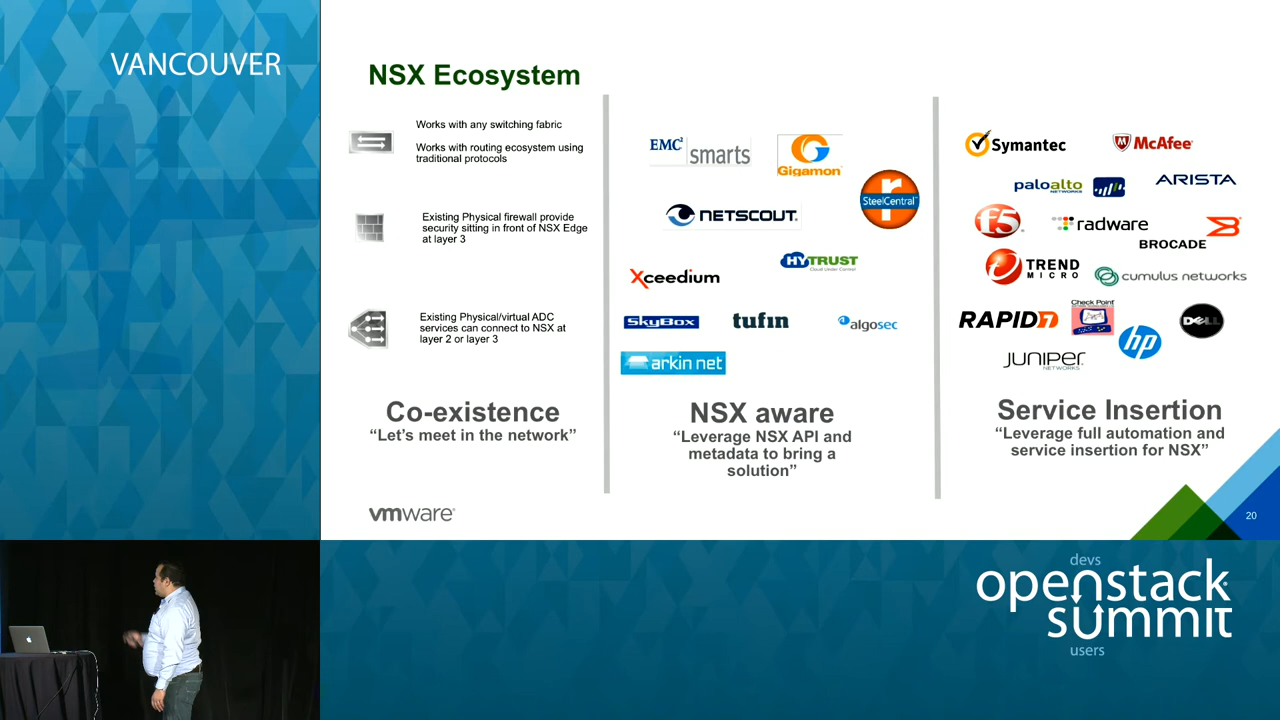 VANCOUVER
NSX Ecosystem
Works with any switching fabric
Works with routing ecosystem using
traditional protocols
Existing Physical firewall provide
security sitting in front of NSX Edge
at layer 3
Existing Physical/virtual ADC
services can connect to NSX at
layer 2 or layer 3
Co-existence
“Let’s meet in the network”
EMC² smarts
Gigamon
SteelCentral
NETSCOUT.
HYTRUST
Cloud Under Control
Xceedium
SKYBOX
tufin
algosec
arkin net
NSX aware
“Leverage NSX API and
metadata to bring a
solution”
Symantec
McAfee
paloalto
NETWORKS
ARISTA
f5
radware
BROCADE
TREND
MICRO
cumulus networks
RAPID7
Check Point
DELL
hp
JUNIPER
NETWORKS
Service Insertion
“Leverage full automation and
service insertion for NSX”
vmware
20
devs
openstack
summit
users